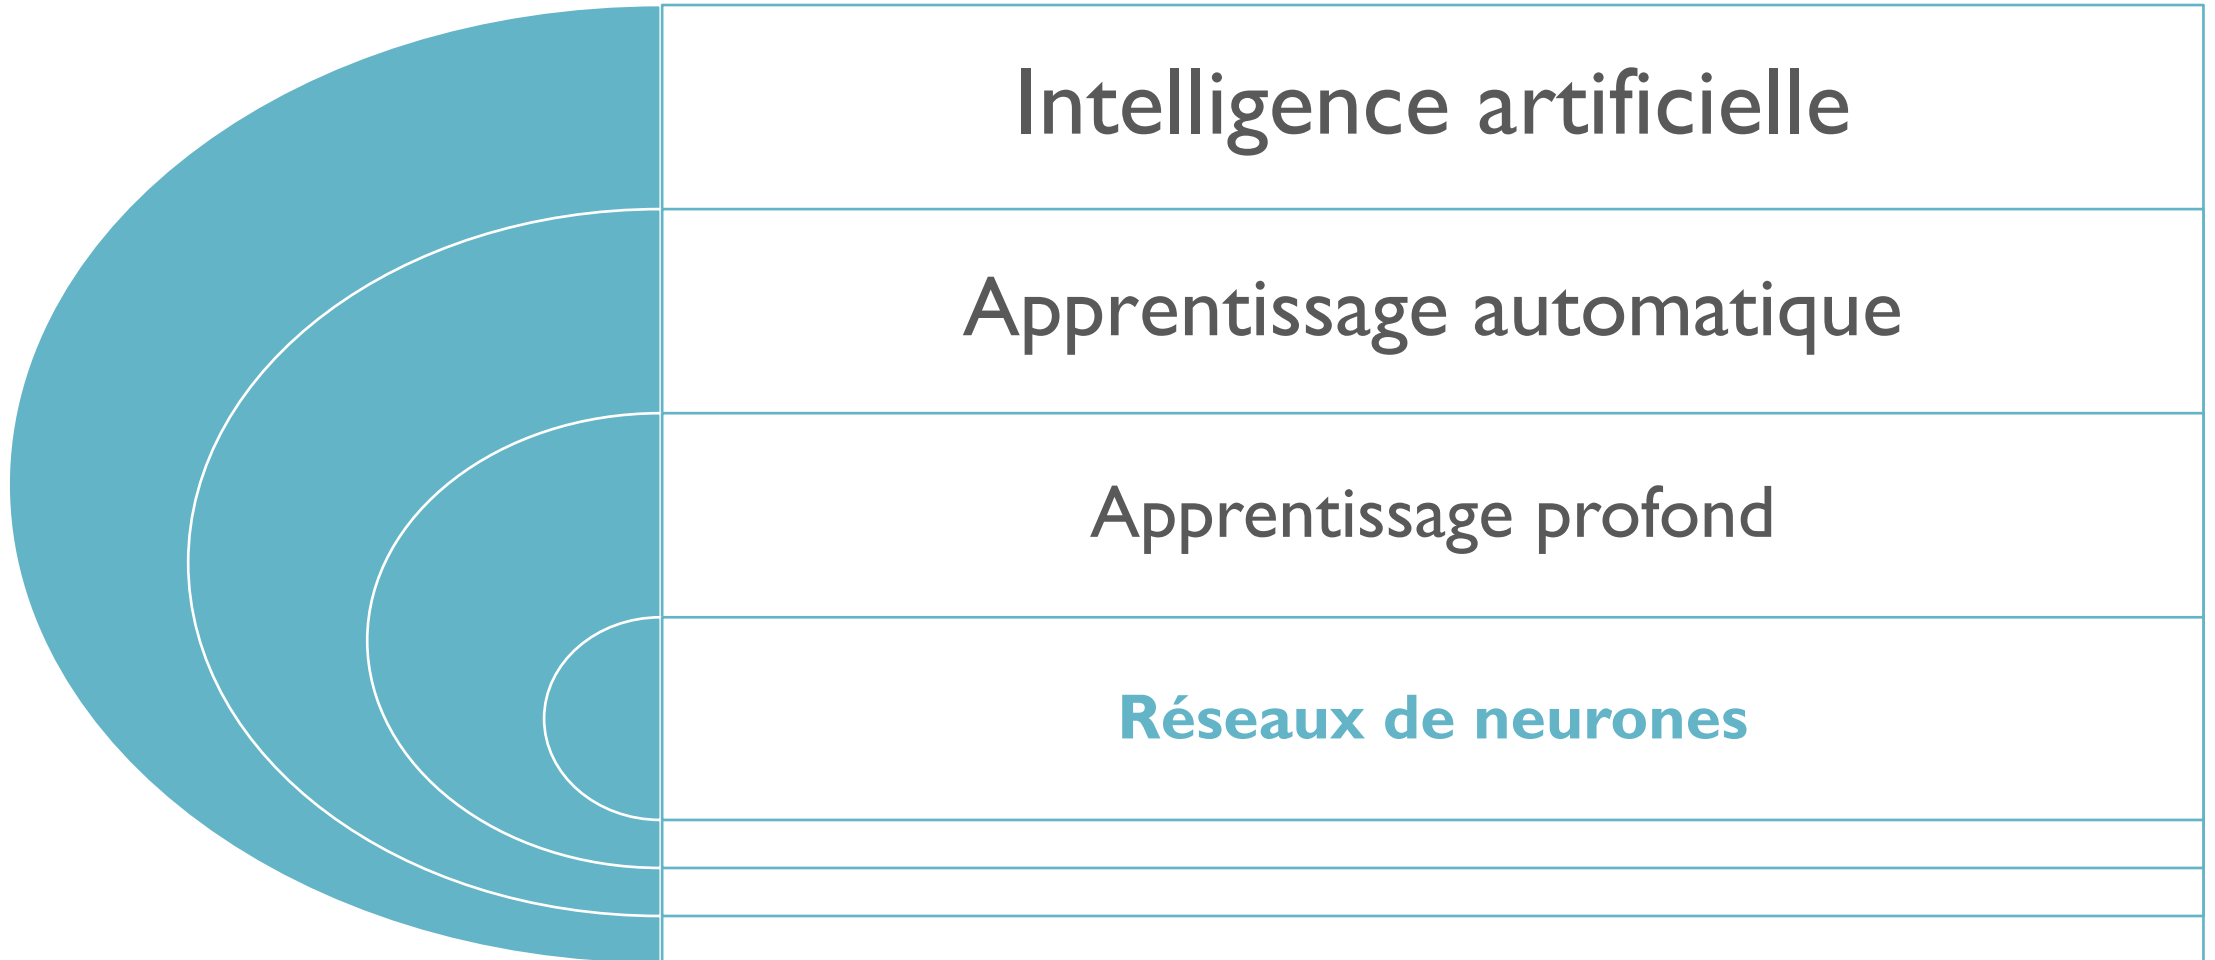 Intelligence artificielle
Apprentissage automatique
Apprentissage profond
Réseaux de neurones